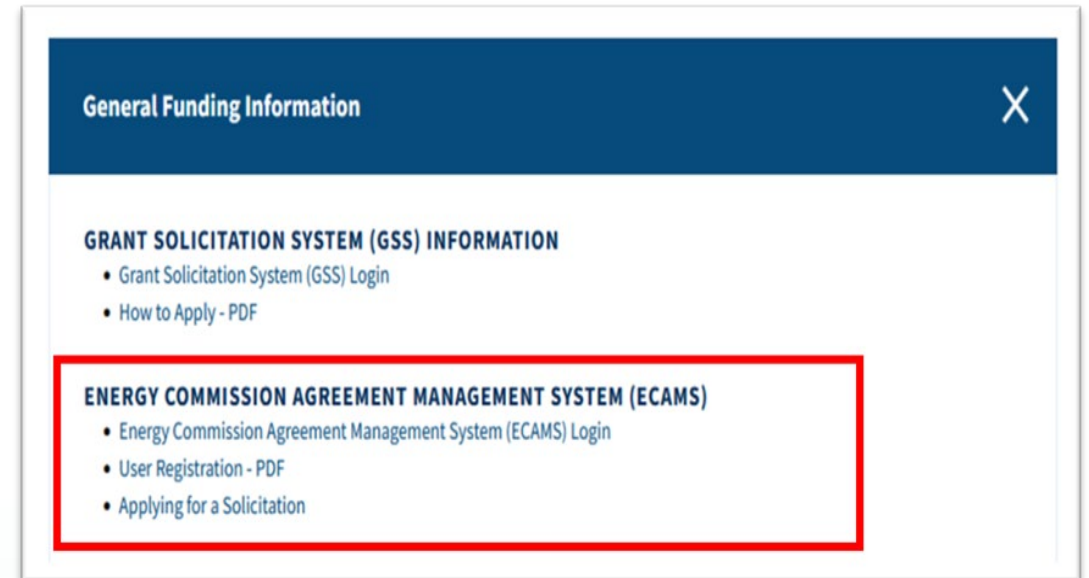 General Funding Information X
GRANT SOLICITATION SYSTEM (GSS) INFORMATION
• Grant Solicitation System (GSS) Login
• How to Apply - PDF
ENERGY COMMISSION AGREEMENT MANAGEMENT SYSTEM (ECAMS)
• Energy Commission Agreement Management System (ECAMS) Login
• User Registration - PDF
• Applying for a Solicitation